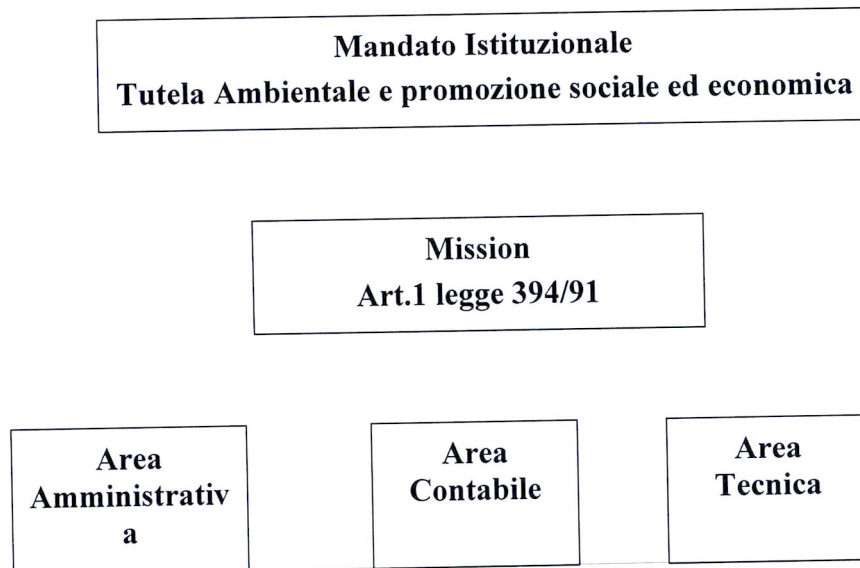 Mandato Istituzionale
Tutela Ambientale e promozione sociale ed economica
Mission
Art.1 legge 394/91
Area
Amministrativ
a
Area
Contabile
Area
Tecnica